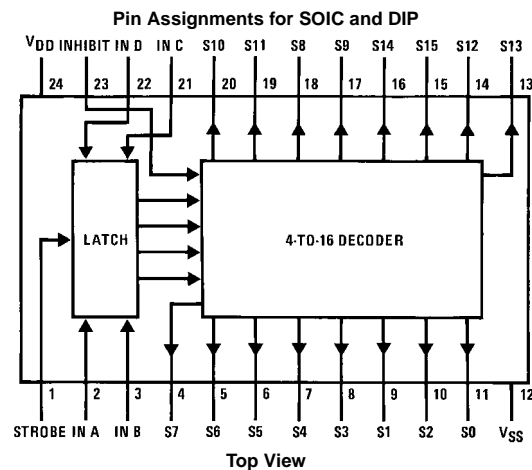 Pin Assignments for SOIC and DIP
VDD INHIBIT IN D IN C S10 S11 S8 S9 S14 S15 S12 S13
24 23 22 21 20 19 18 17 16 15 14 13
LATCH 4-TO-16 DECODER
1 2 3 4 5 6 7 8 9 10 11 12
STROBE IN A IN B S7 S6 S5 S4 S3 S1 S2 S0 VSS
Top View